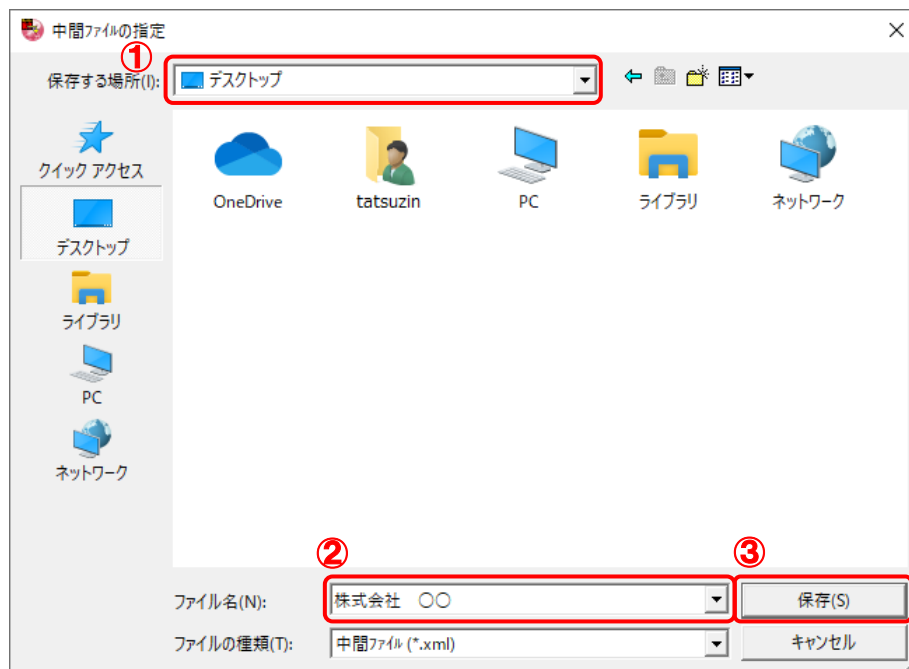 中間ファイルの指定
①
保存する場所(I): デスクトップ
クイック アクセス
デスクトップ
ライブラリ
PC
ネットワーク
OneDrive tatsuzin PC ライブラリ ネットワーク
② ③
ファイル名(N): 株式会社　〇〇 保存(S)
ファイルの種類(T): 中間ファイル (*.xml) キャンセル